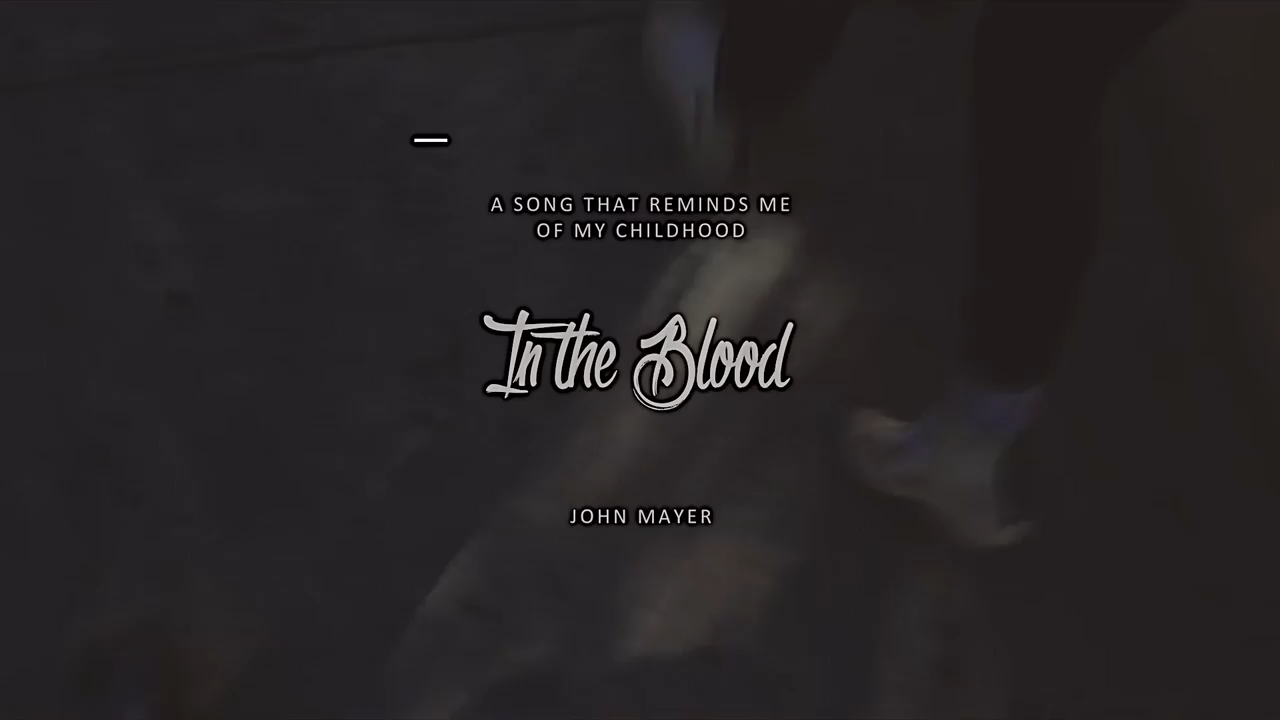 A SONG THAT REMINDS ME
OF MY CHILDHOOD
In the Blood
JOHN MAYER